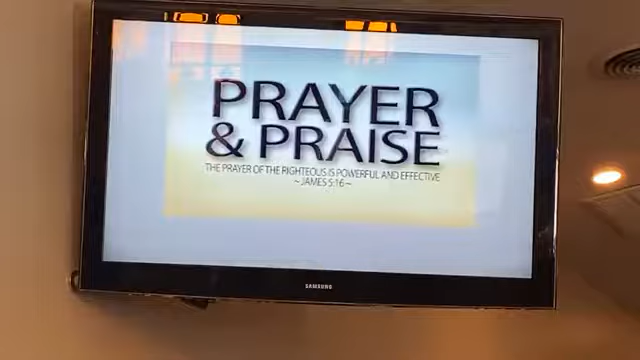 PRAYER
& PRAISE
THE PRAYER OF THE RIGHTEOUS IS POWERFUL AND EFFECTIVE
~ JAMES 5:16 ~
SAMSUNG